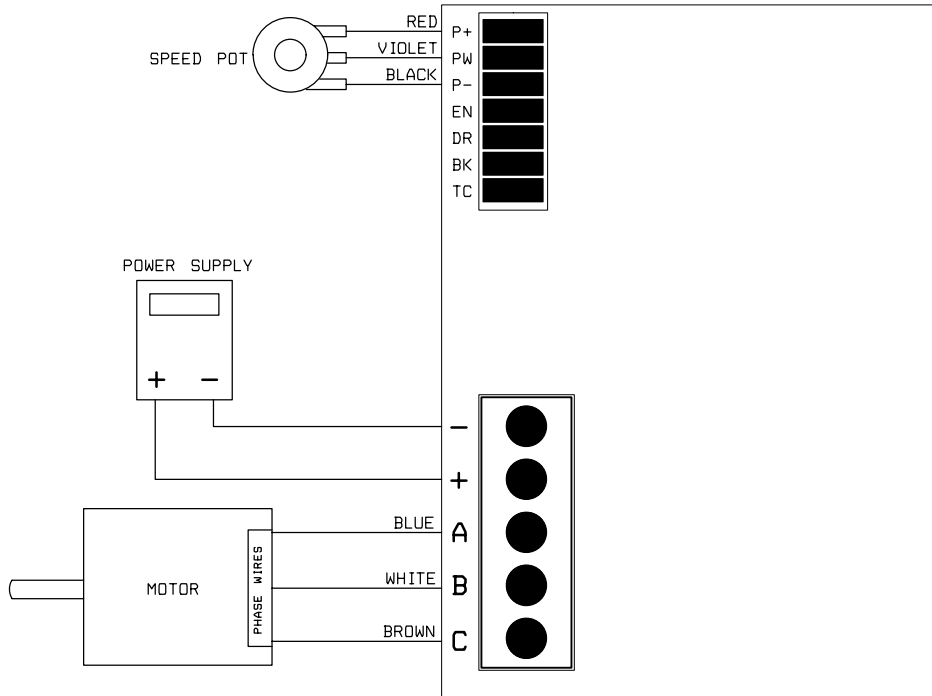 RED
P+
SPEED POT
VIOLET
PW
BLACK
P-
EN
DR
BK
TC
POWER SUPPLY
+ -
-
+
BLUE
A
MOTOR
PHASE WIRES
WHITE
B
BROWN
C